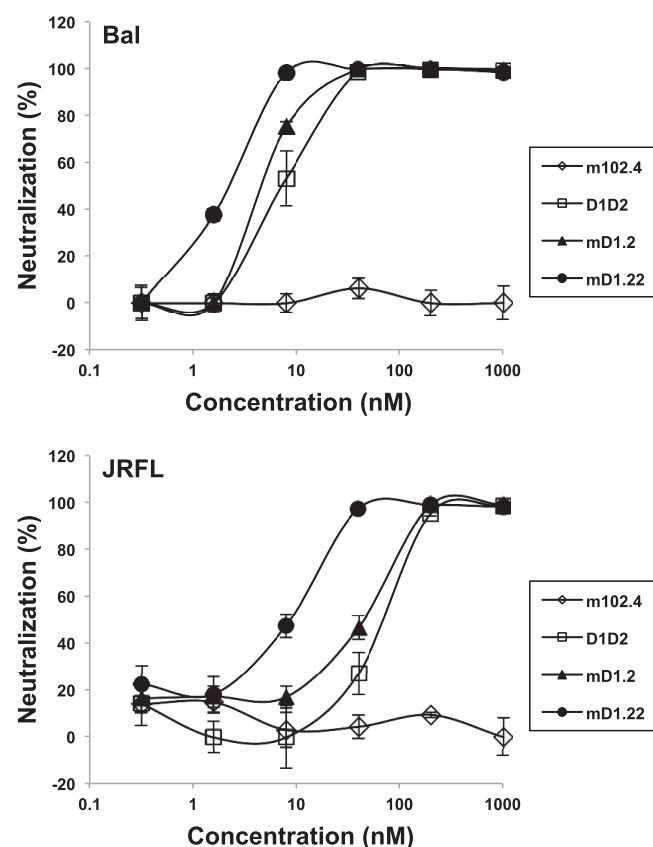 Bal
Neutralization (%)
120
100
80
60
40
20
0
-20
0.1 1 10 100 1000
Concentration (nM)
m102.4
D1D2
mD1.2
mD1.22
JRFL
Neutralization (%)
120
100
80
60
40
20
0
-20
0.1 1 10 100 1000
Concentration (nM)
m102.4
D1D2
mD1.2
mD1.22